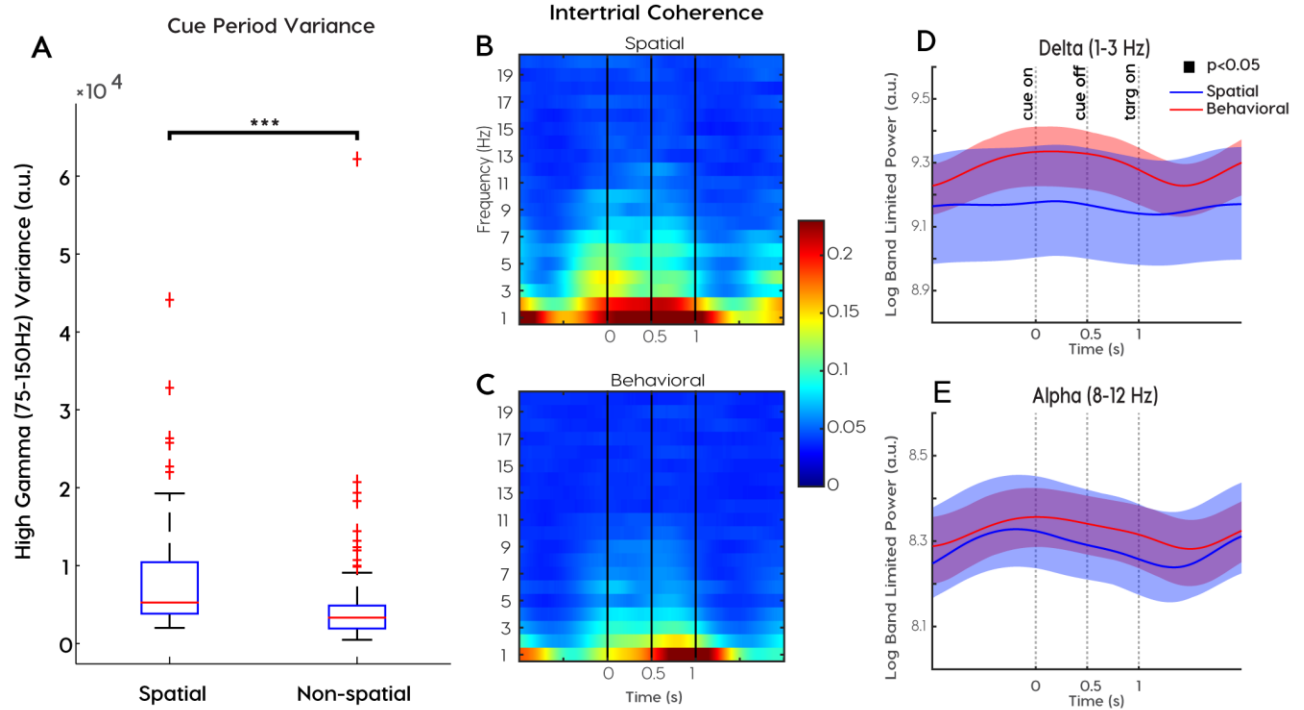 A
Cue Period Variance
×10⁴
High Gamma (75-150Hz) Variance (a.u.)
6
5
4
3
2
1
0
***
Spatial
Non-spatial
Intertrial Coherence
B
Spatial
Frequency (Hz)
19
17
15
13
11
9
7
5
3
1
0
0.5
1
0.2
0.15
0.1
0.05
0
C
Behavioral
19
17
15
13
11
9
7
5
3
1
0
0.5
1
Time (s)
D
Delta (1-3 Hz)
p<0.05
Spatial
Behavioral
cue on
cue off
targ on
Log Band Limited Power (a.u.)
9.5
9.3
9.1
8.9
0
0.5
1
Time (s)
E
Alpha (8-12 Hz)
Log Band Limited Power (a.u.)
8.5
8.3
8.1
0
0.5
1
Time (s)